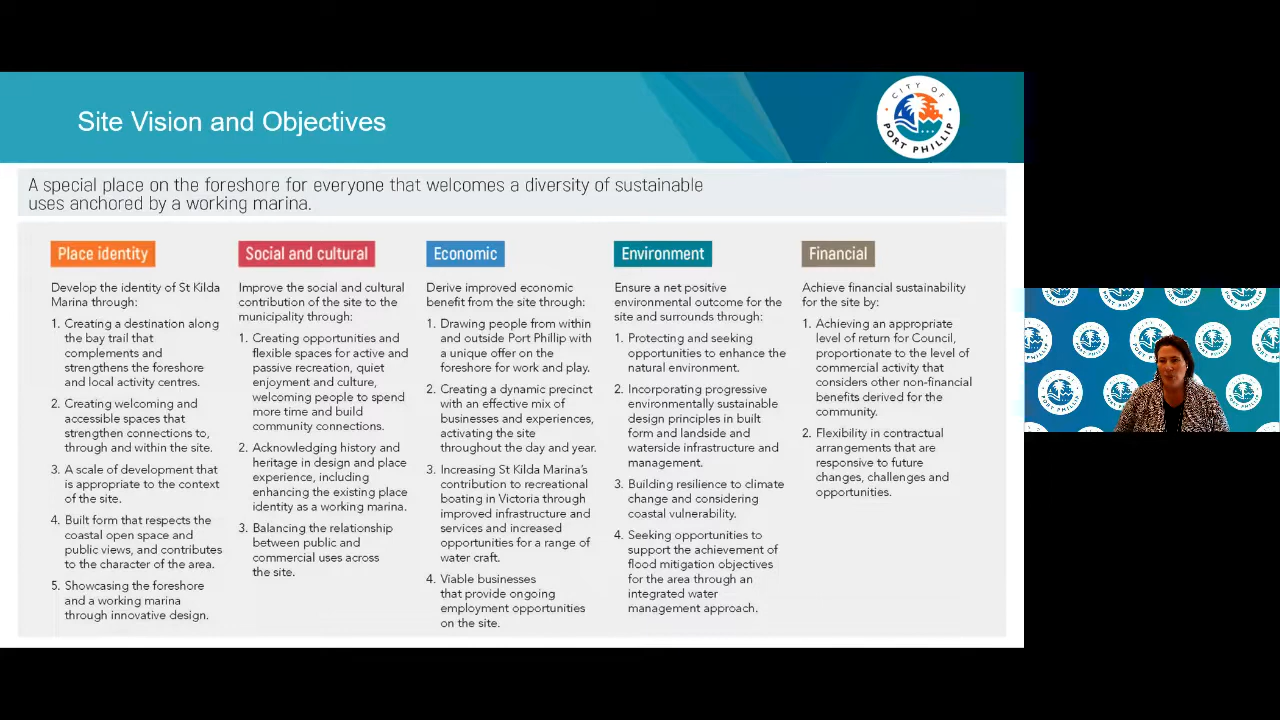 Site Vision and Objectives
CITY OF
PORT PHILLIP
A special place on the foreshore for everyone that welcomes a diversity of sustainable
uses anchored by a working marina.
Place identity
Develop the identity of St Kilda
Marina through:
1. Creating a destination along
the bay trail that
complements and
strengthens the foreshore
and local activity centres.
2. Creating welcoming and
accessible spaces that
strengthen connections to,
through and within the site.
3. A scale of development that
is appropriate to the context
of the site.
4. Built form that respects the
coastal open space and
public views, and contributes
to the character of the area.
5. Showcasing the foreshore
and a working marina
through innovative design.
Social and cultural
Improve the social and cultural
contribution of the site to the
municipality through:
1. Creating opportunities and
flexible spaces for active and
passive recreation, quiet
enjoyment and culture,
welcoming people to spend
more time and build
community connections.
2. Acknowledging history and
heritage in design and place
experience, including
enhancing the existing place
identity as a working marina.
3. Balancing the relationship
between public and
commercial uses across
the site.
Economic
Derive improved economic
benefit from the site through:
1. Drawing people from within
and outside Port Phillip with
a unique offer on the
foreshore for work and play.
2. Creating a dynamic precinct
with an effective mix of
businesses and experiences,
activating the site
throughout the day and year.
3. Increasing St Kilda Marina's
contribution to recreational
boating in Victoria through
improved infrastructure and
services and increased
opportunities for a range of
water craft.
4. Viable businesses
that provide ongoing
employment opportunities
on the site.
Environment
Ensure a net positive
environmental outcome for the
site and surrounds through:
1. Protecting and seeking
opportunities to enhance the
natural environment.
2. Incorporating progressive
environmentally sustainable
design principles in built
form and landside and
waterside infrastructure and
management.
3. Building resilience to climate
change and considering
coastal vulnerability.
4. Seeking opportunities to
support the achievement of
flood mitigation objectives
for the area through an
integrated water
management approach.
Financial
Achieve financial sustainability
for the site by:
1. Achieving an appropriate
level of return for Council,
proportionate to the level of
commercial activity that
considers other non-financial
benefits derived for the
community.
2. Flexibility in contractual
arrangements that are
responsive to future
changes, challenges and
opportunities.